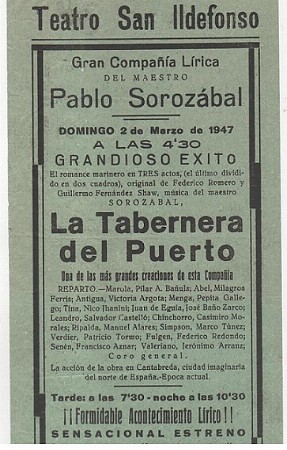 Teatro San Ildefonso
Gran Compañía Lírica
DEL MAESTRO
Pablo Sorozábal
DOMINGO 2 de Marzo de 1947
A LAS 4'30
GRANDIOSO EXITO
El romance marinero en TRES actos, (el último dividi-
do en dos cuadros), original de Federico Romero y
Guillermo Fernández Shaw, música del maestro
SOROZABAL,
La Tabernera
del Puerto
Una de las más grandes creaciones de esta Compañía
REPARTO.—Marola, Pilar A. Bañuls; Abel, Milagros
Ferris; Antigua, Victoria Argota; Menga, Pepita Galle-
go; Tina, Nico Jhanini; Juan de Eguía, José Baño Zarco;
Leandro, Salvador Castelló; Chinchorro, Casimiro Mo-
rales; Ripalda, Manuel Alares; Simpson, Marco Túnez;
Verdier, Patricio Tormo; Fulgen, Federico Redondo;
Senén, Francisco Aznar; Valeriano, Jerónimo Arranz;
Coro general.
La acción de la obra en Cantabreda, ciudad imaginaria
del norte de España.-Epoca actual.
Tarde: a las 7'30 - noche a las 10'30
¡¡Formidable Acontecimiento Lírico!!
SENSACIONAL ESTRENO